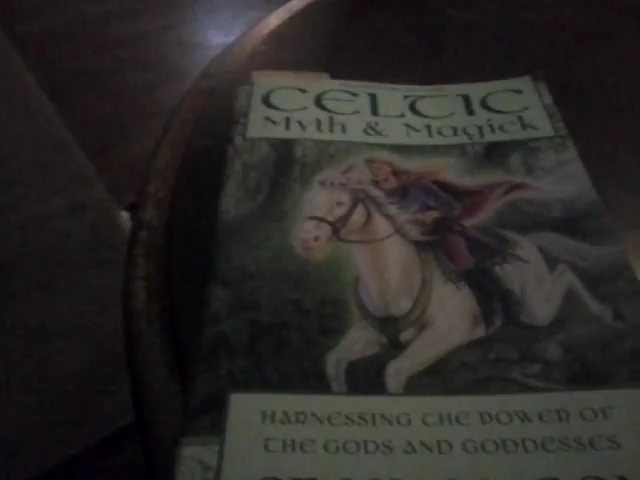 CELTIC
Myth & Magick
HARNESSING THE POWER OF
THE GODS AND GODDESSES